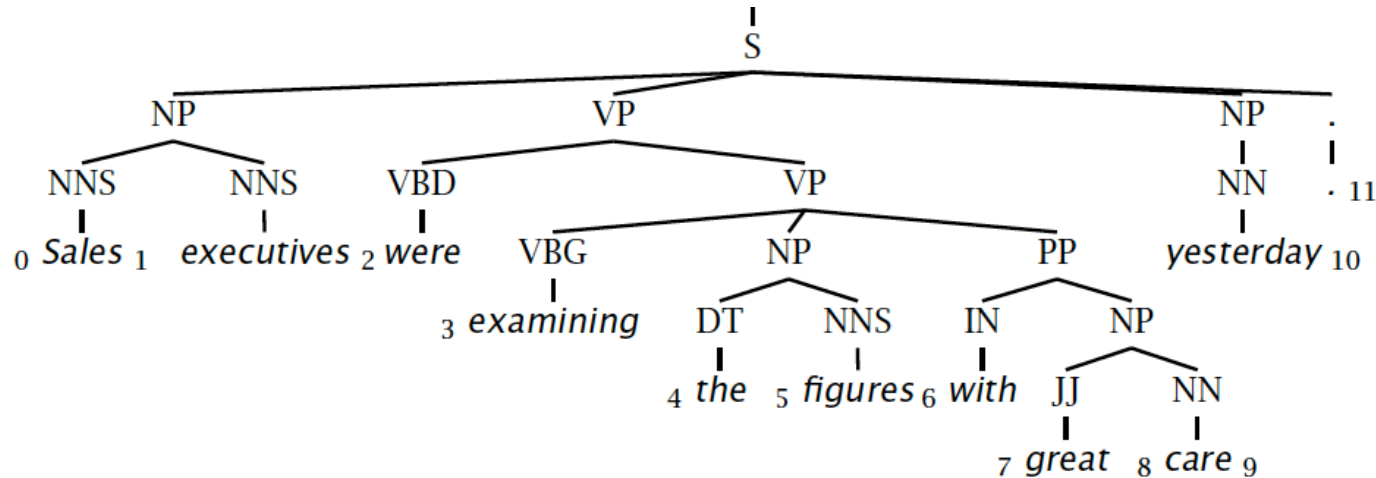 S
NP VP NP .
NNS NNS VBD VP NN . 11
0 Sales 1 executives 2 were VBG NP PP yesterday 10
3 examining DT NNS IN NP
4 the 5 figures 6 with JJ NN
7 great 8 care 9